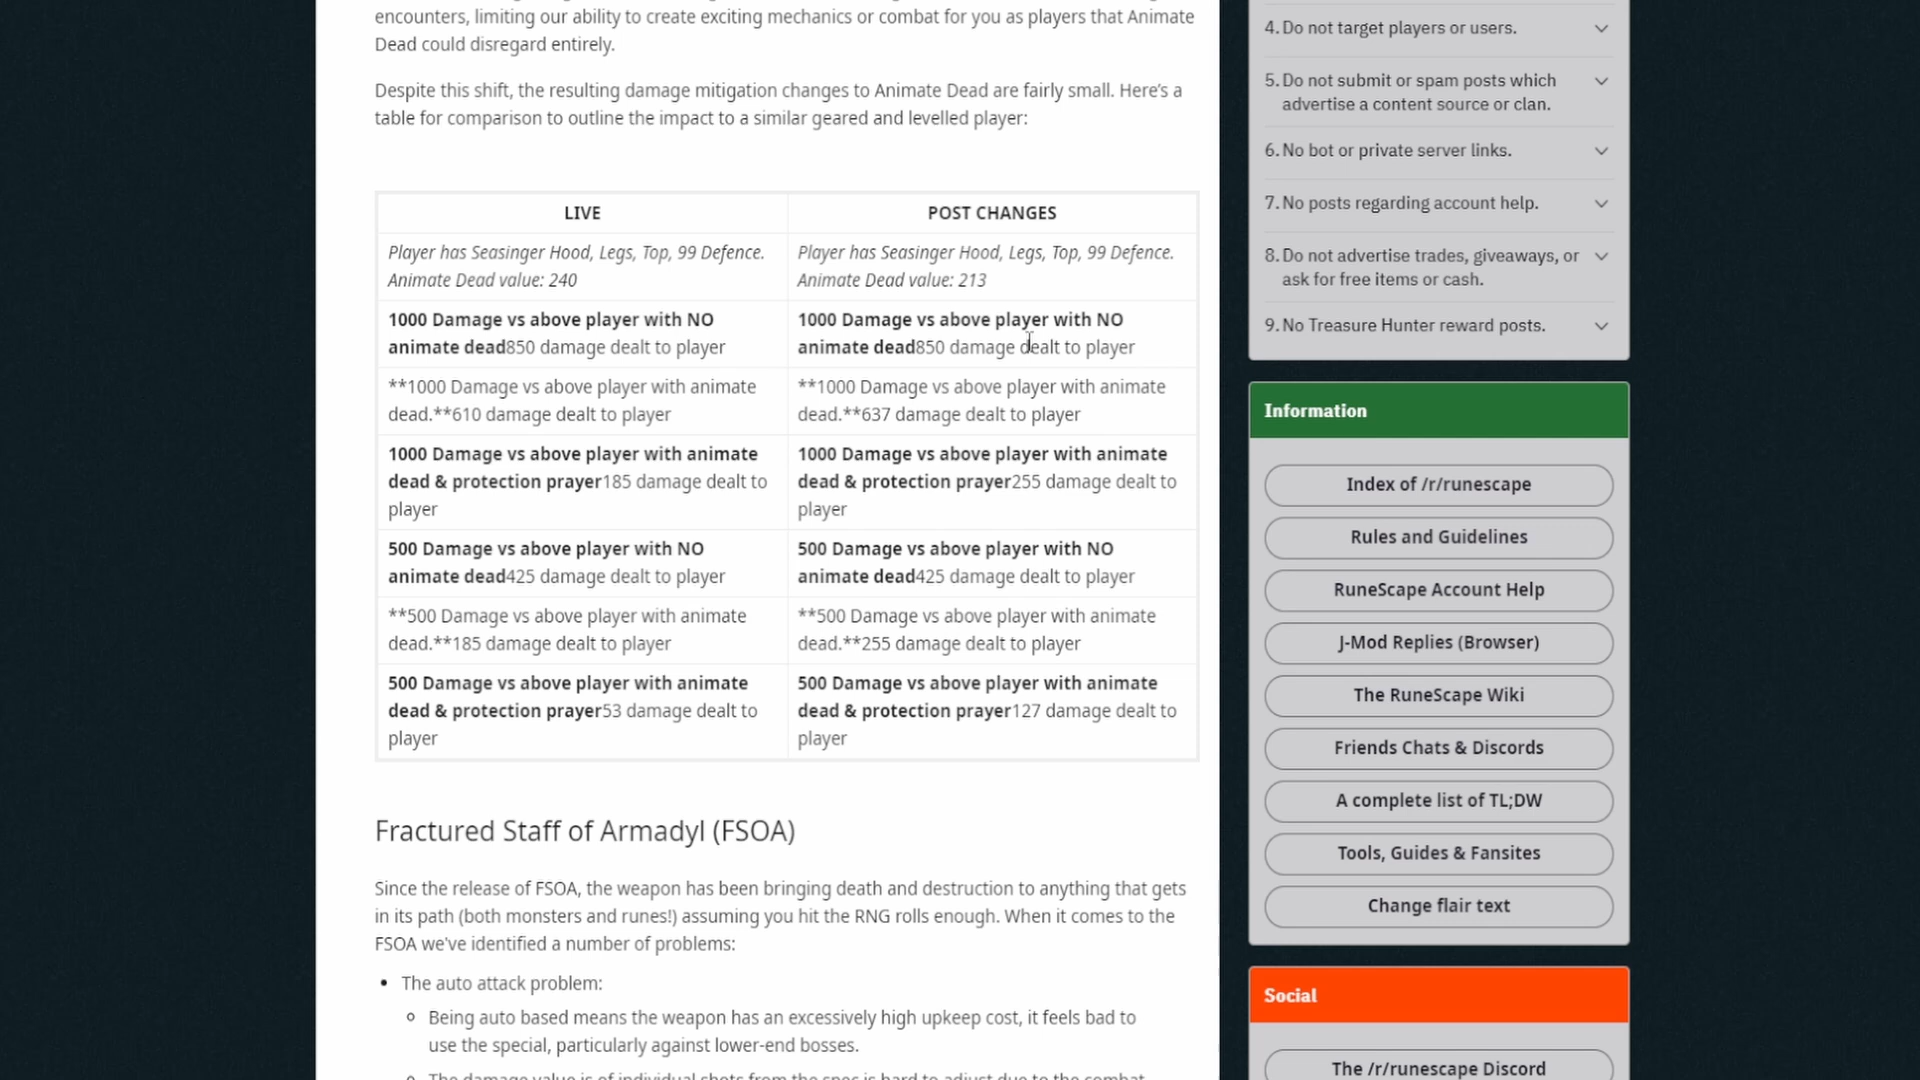 encounters, limiting our ability to create exciting mechanics or combat for you as players that Animate
Dead could disregard entirely.
Despite this shift, the resulting damage mitigation changes to Animate Dead are fairly small. Here's a
table for comparison to outline the impact to a similar geared and levelled player:
LIVE
POST CHANGES
Player has Seasinger Hood, Legs, Top, 99 Defence.
Animate Dead value: 240
Player has Seasinger Hood, Legs, Top, 99 Defence.
Animate Dead value: 213
1000 Damage vs above player with NO
animate dead850 damage dealt to player
1000 Damage vs above player with NO
animate dead850 damage dealt to player
**1000 Damage vs above player with animate
dead.**610 damage dealt to player
**1000 Damage vs above player with animate
dead.**637 damage dealt to player
1000 Damage vs above player with animate
dead & protection prayer185 damage dealt to
player
1000 Damage vs above player with animate
dead & protection prayer255 damage dealt to
player
500 Damage vs above player with NO
animate dead425 damage dealt to player
500 Damage vs above player with NO
animate dead425 damage dealt to player
**500 Damage vs above player with animate
dead.**185 damage dealt to player
**500 Damage vs above player with animate
dead.**255 damage dealt to player
500 Damage vs above player with animate
dead & protection prayer53 damage dealt to
player
500 Damage vs above player with animate
dead & protection prayer127 damage dealt to
player
Fractured Staff of Armadyl (FSOA)
Since the release of FSOA, the weapon has been bringing death and destruction to anything that gets
in its path (both monsters and runes!) assuming you hit the RNG rolls enough. When it comes to the
FSOA we've identified a number of problems:
• The auto attack problem:
Being auto based means the weapon has an excessively high upkeep cost, it feels bad to
use the special, particularly against lower-end bosses.
The damage value is of individual shots from the spec is hard to adjust due to the combat
4. Do not target players or users.
5. Do not submit or spam posts which
advertise a content source or clan.
6. No bot or private server links.
7. No posts regarding account help.
8. Do not advertise trades, giveaways, or
ask for free items or cash.
9. No Treasure Hunter reward posts.
Information
Index of /r/runescape
Rules and Guidelines
RuneScape Account Help
J-Mod Replies (Browser)
The RuneScape Wiki
Friends Chats & Discords
A complete list of TL;DW
Tools, Guides & Fansites
Change flair text
Social
The /r/runescape Discord